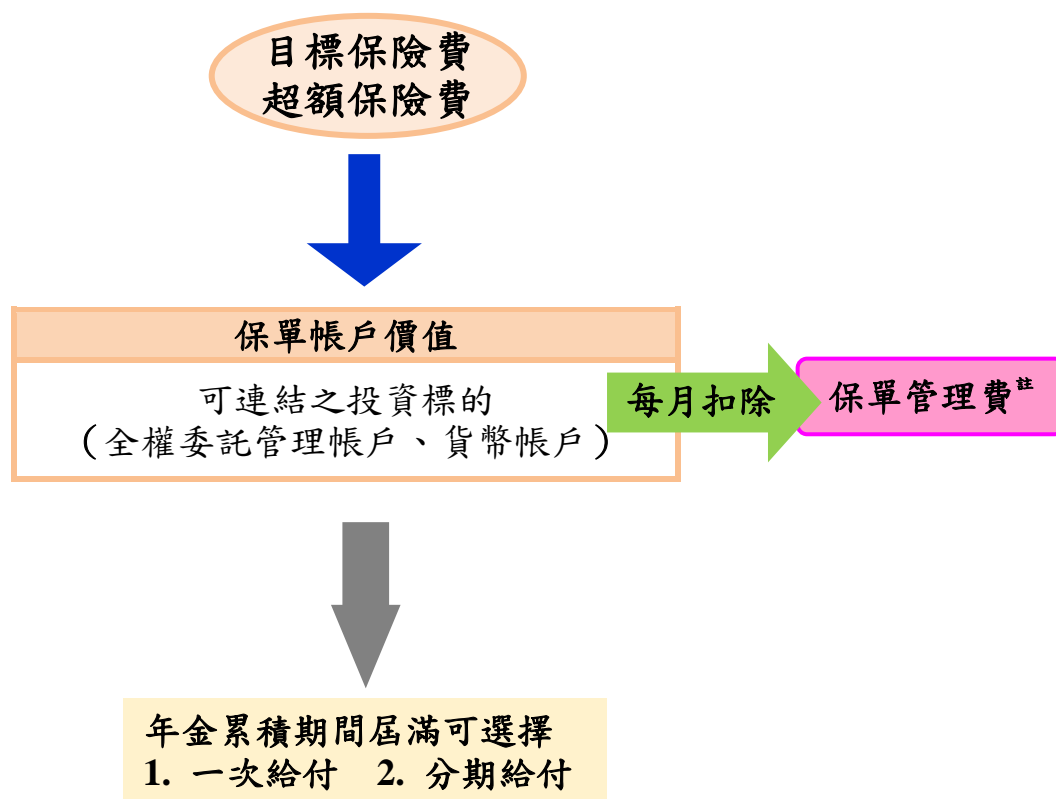 目標保險費
超額保險費
保單帳戶價值
可連結之投資標的
（全權委託管理帳戶、貨幣帳戶）
每月扣除
保單管理費註
年金累積期間屆滿可選擇
1. 一次給付 2. 分期給付